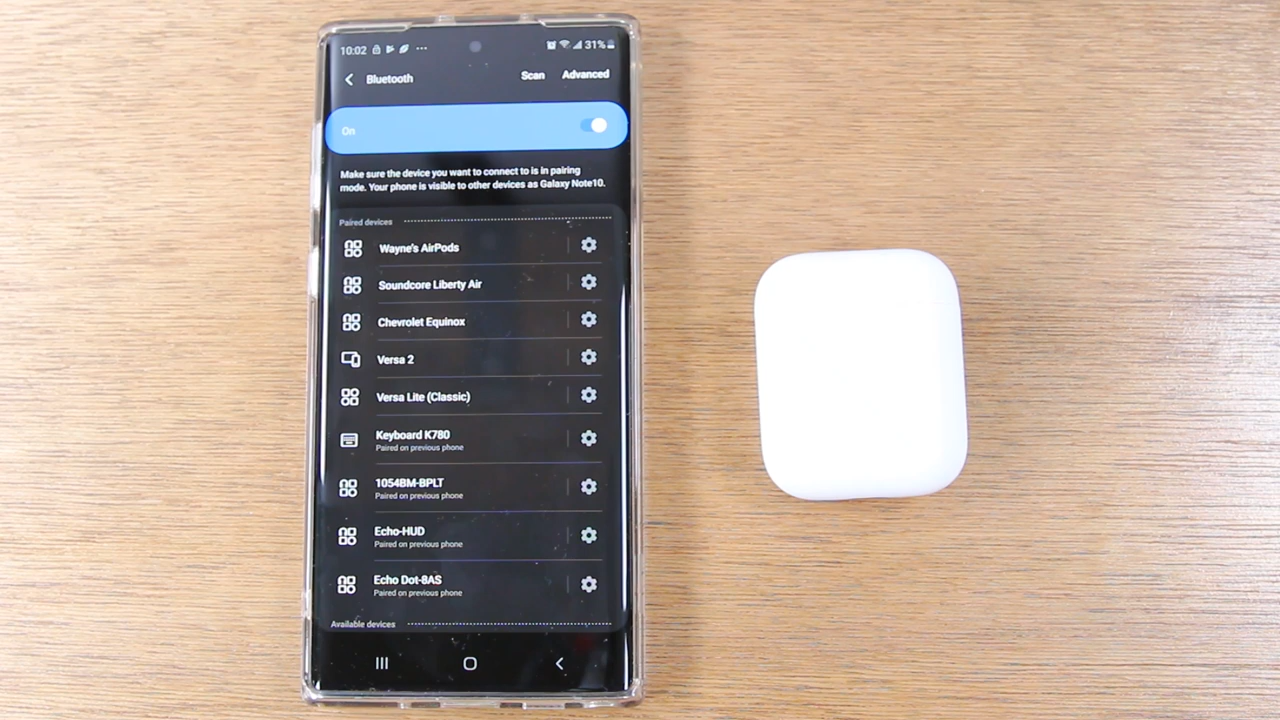 10:02 31%
Bluetooth Scan Advanced
On
Make sure the device you want to connect to is in pairing
mode. Your phone is visible to other devices as Galaxy Note10.
Paired devices
Wayne's AirPods
Soundcore Liberty Air
Chevrolet Equinox
Versa 2
Versa Lite (Classic)
Keyboard K780
Paired on previous phone
1054BM-BPLT
Paired on previous phone
Echo-HUD
Paired on previous phone
Echo Dot-8AS
Paired on previous phone
Available devices